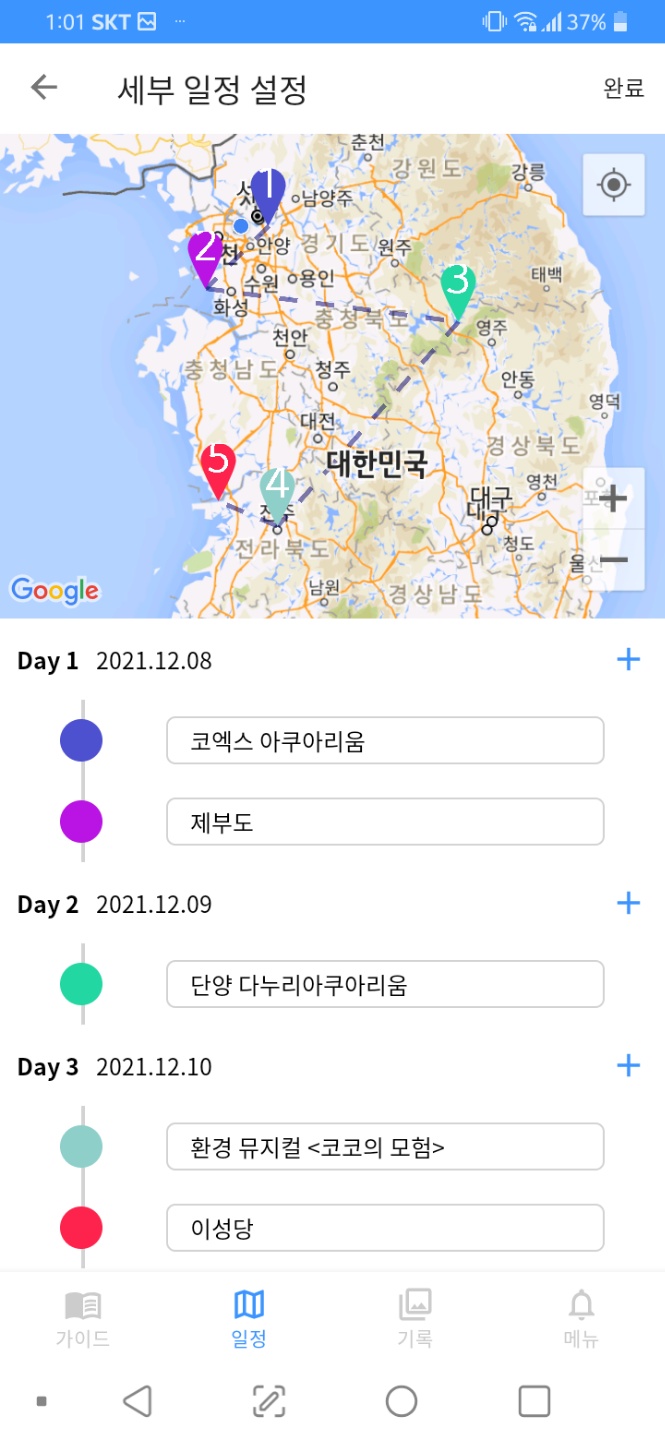 1:01 SKT
37%
세부 일정 설정
완료
춘천
강원도
강릉
1
남양주
2
안양
경기도
원주
3
태백
수원
용인
화성
충청북도
영주
천안
충청남도
청주
안동
영덕
대전
5
대한민국
경상북도
4
대구
영천
포
전라북도
청도
울산
Google
남원
경상남도
Day 1 2021.12.08
코엑스 아쿠아리움
제부도
Day 2 2021.12.09
단양 다누리아쿠아리움
Day 3 2021.12.10
환경 뮤지컬 <코코의 모험>
이성당
가이드
일정
기록
메뉴